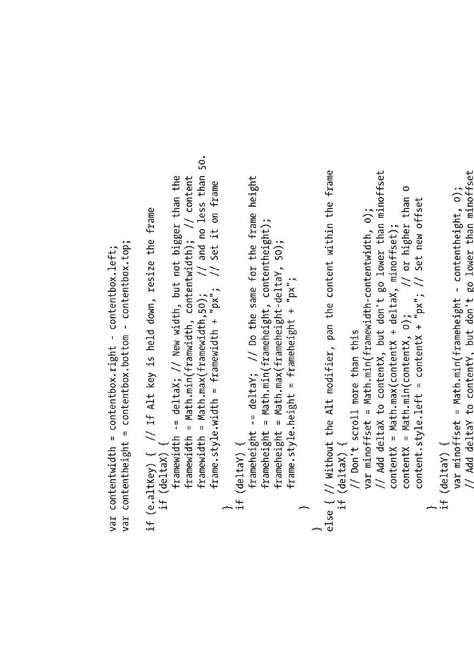 var contentwidth = contentbox.right - contentbox.left;
var contentheight = contentbox.bottom - contentbox.top;
if (e.altKey) {  // If Alt key is held down, resize the frame
if (deltaX) {
framewidth -= deltaX; // New width, but not bigger than the
framewidth = Math.min(framwidth, contentwidth);  // content
framewidth = Math.max(framewidth,50);   // and no less than 50.
frame.style.width = framewidth + "px";  // Set it on frame
}
if (deltaY) {
frameheight -= deltaY;  // Do the same for the frame height
frameheight = Math.min(frameheight, contentheight);
frameheight = Math.max(frameheight-deltaY, 50);
frame.style.height = frameheight + "px";
}
}
else { // Without the Alt modifier, pan the content within the frame
if (deltaX) {
// Don't scroll more than this
var minoffset = Math.min(framewidth-contentwidth, 0);
// Add deltaX to contentX, but don't go lower than minoffset
contentX = Math.max(contentX + deltaX, minoffset);
contentX = Math.min(contentX, 0);    // or higher than 0
content.style.left = contentX + "px"; // Set new offset
}
if (deltaY) {
var minoffset = Math.min(frameheight - contentheight, 0);
// Add deltaY to contentY, but don't go lower than minoffset